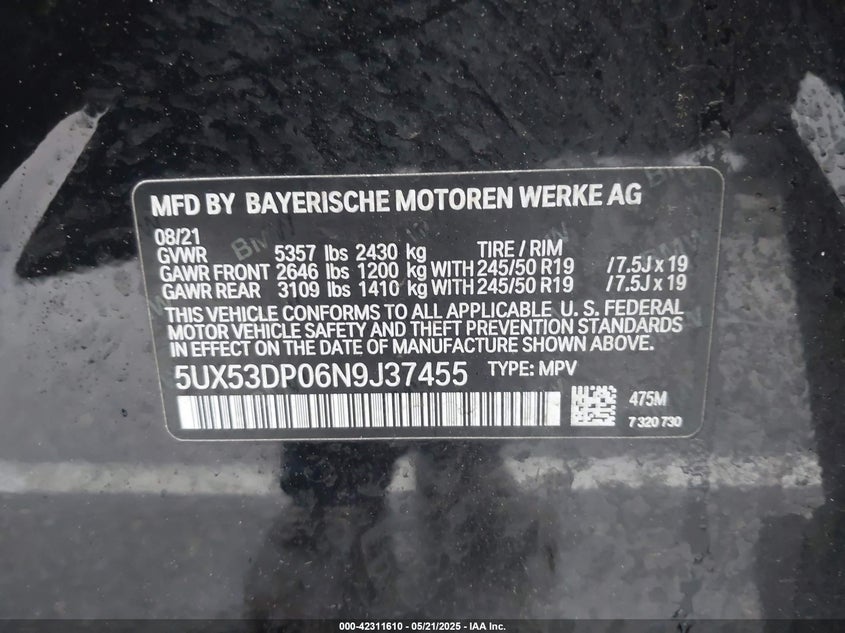 MFD BY BAYERISCHE MOTOREN WERKE AG
08/21
GVWR 5357 lbs 2430 kg TIRE / RIM
GAWR FRONT 2646 lbs 1200 kg WITH 245/50 R19 / 7.5J x 19
GAWR REAR 3109 lbs 1410 kg WITH 245/50 R19 / 7.5J x 19
THIS VEHICLE CONFORMS TO ALL APPLICABLE U. S. FEDERAL
MOTOR VEHICLE SAFETY AND THEFT PREVENTION STANDARDS
IN EFFECT ON THE DATE OF MANUFACTURE SHOWN ABOVE.
5UX53DP06N9J37455 TYPE: MPV
475M
7 320 730
000-42311610 - 05/21/2025 - IAA Inc.